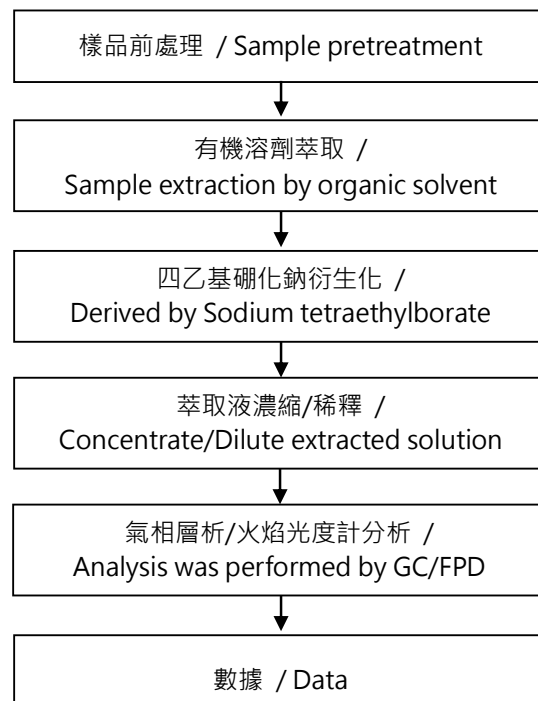 樣品前處理 / Sample pretreatment
有機溶劑萃取 /
Sample extraction by organic solvent
四乙基硼化鈉衍生化 /
Derived by Sodium tetraethylborate
萃取液濃縮/稀釋 /
Concentrate/Dilute extracted solution
氣相層析/火焰光度計分析 /
Analysis was performed by GC/FPD
數據 / Data